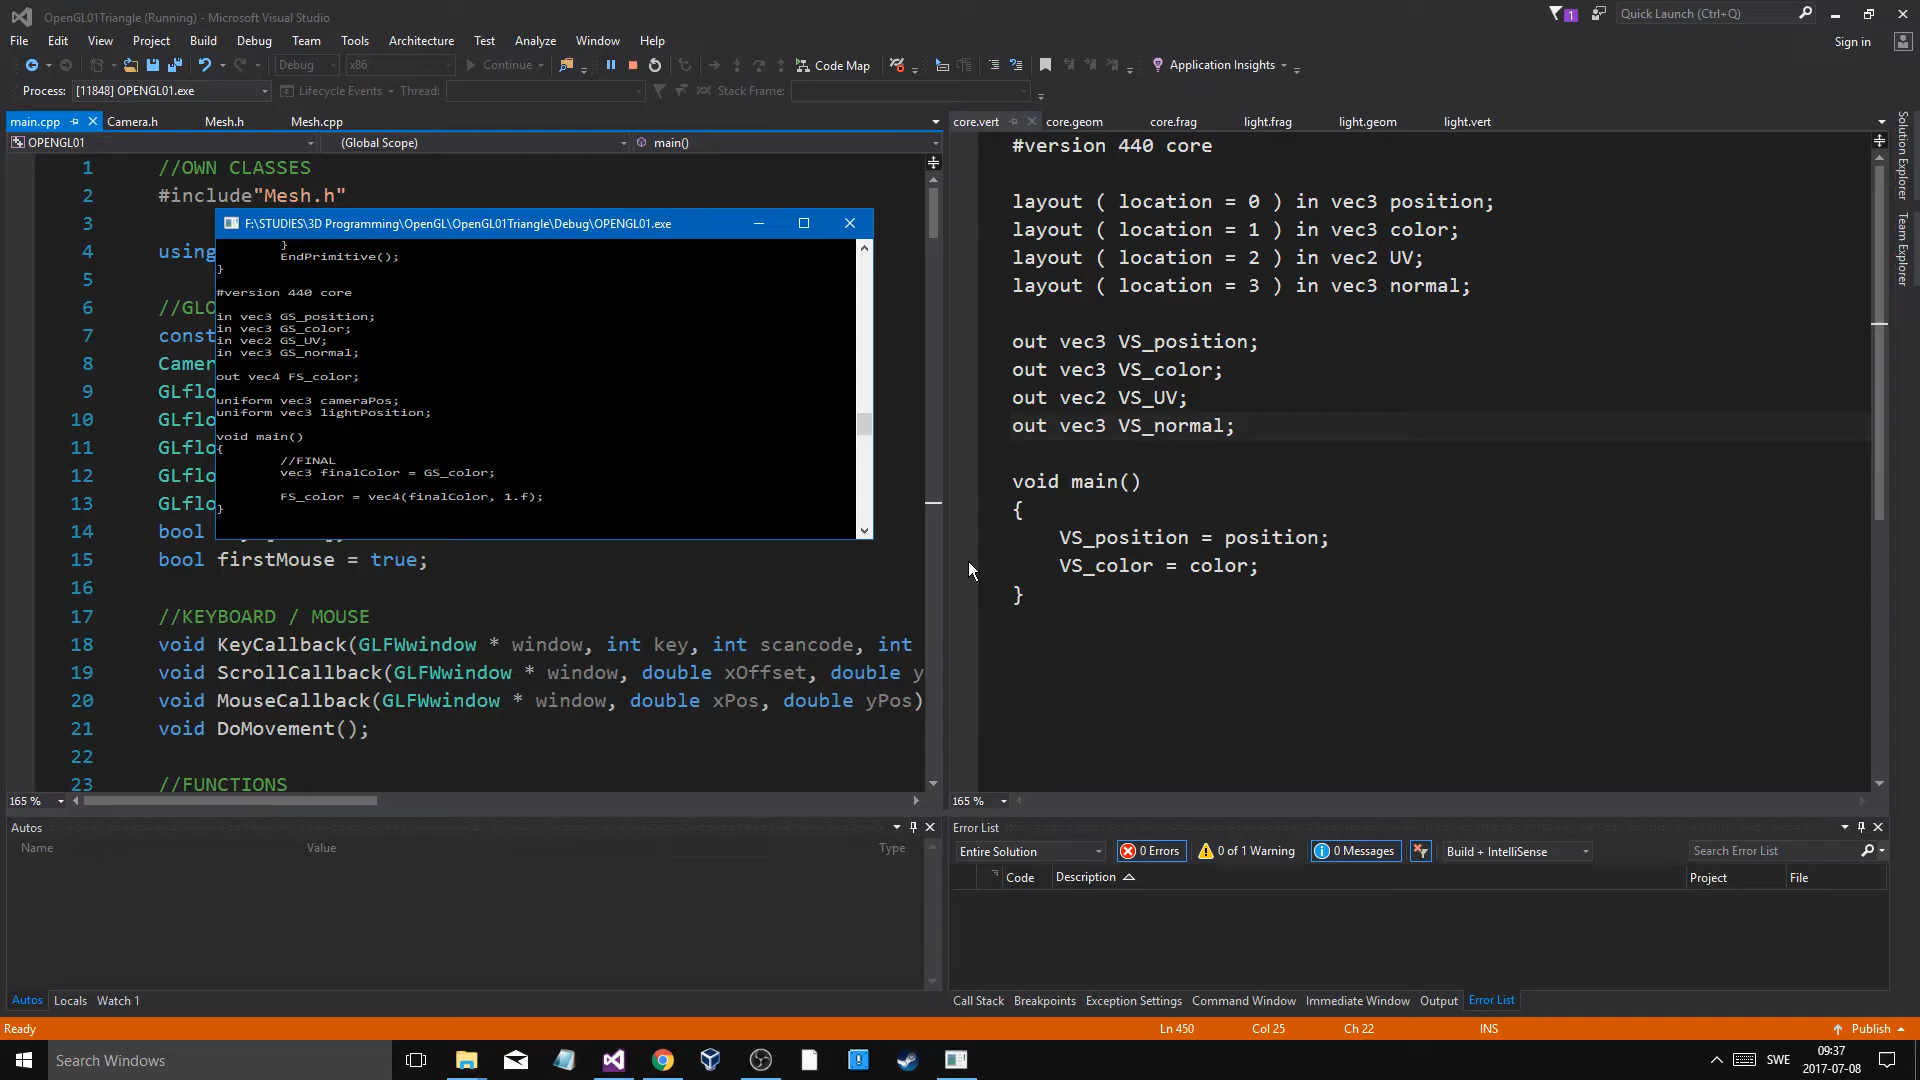 OpenGL01Triangle (Running) - Microsoft Visual Studio
1
Quick Launch (Ctrl+Q)
File Edit View Project Build Debug Team Tools Architecture Test Analyze Window Help
Sign in
Debug x86 Continue Code Map Application Insights
Process: [11848] OPENGL01.exe Lifecycle Events Thread: Stack Frame:
main.cpp Camera.h Mesh.h Mesh.cpp
OPENGL01 (Global Scope) main()
1 //OWN CLASSES
2 #include"Mesh.h"
3
4 using
5
6 //GLO
7 const
8 Camer
9 GLflo
10 GLflo
11 GLflo
12 GLflo
13 GLflo
14 bool
15 bool firstMouse = true;
16
17 //KEYBOARD / MOUSE
18 void KeyCallback(GLFWwindow * window, int key, int scancode, int
19 void ScrollCallback(GLFWwindow * window, double xOffset, double y
20 void MouseCallback(GLFWwindow * window, double xPos, double yPos)
21 void DoMovement();
22
23 //FUNCTIONS
165 %
F:\STUDIES\3D Programming\OpenGL\OpenGL01Triangle\Debug\OPENGL01.exe
}
EndPrimitive();
}
#version 440 core
in vec3 GS_position;
in vec3 GS_color;
in vec2 GS_UV;
in vec3 GS_normal;
out vec4 FS_color;
uniform vec3 cameraPos;
uniform vec3 lightPosition;
void main()
{
//FINAL
vec3 finalColor = GS_color;
FS_color = vec4(finalColor, 1.f);
}
core.vert core.geom core.frag light.frag light.geom light.vert
#version 440 core
layout ( location = 0 ) in vec3 position;
layout ( location = 1 ) in vec3 color;
layout ( location = 2 ) in vec2 UV;
layout ( location = 3 ) in vec3 normal;
out vec3 VS_position;
out vec3 VS_color;
out vec2 VS_UV;
out vec3 VS_normal;
void main()
{
VS_position = position;
VS_color = color;
}
165 %
Solution Explorer
Team Explorer
Autos
Name Value Type
Autos Locals Watch 1
Error List
Entire Solution 0 Errors 0 of 1 Warning 0 Messages Build + IntelliSense Search Error List
Code Description Project File
Call Stack Breakpoints Exception Settings Command Window Immediate Window Output Error List
Ready Ln 450 Col 25 Ch 22 INS Publish
Search Windows
SWE
09:37
2017-07-08